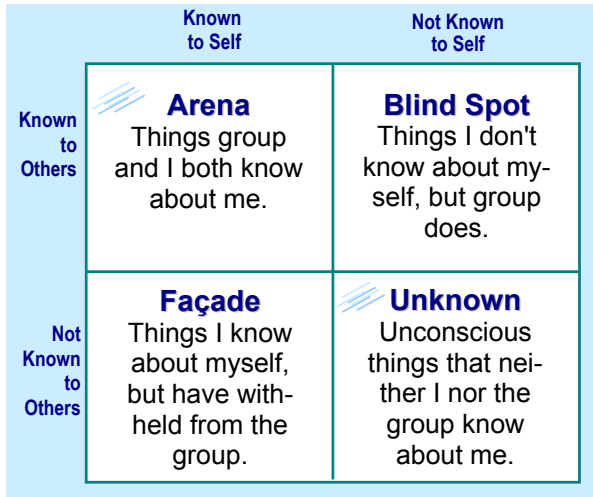 Known
to Self
Not Known
to Self
Known
to
Others
Arena
Things group
and I both know
about me.
Blind Spot
Things I don't
know about my-
self, but group
does.
Not
Known
to
Others
Façade
Things I know
about myself,
but have with-
held from the
group.
Unknown
Unconscious
things that nei-
ther I nor the
group know
about me.